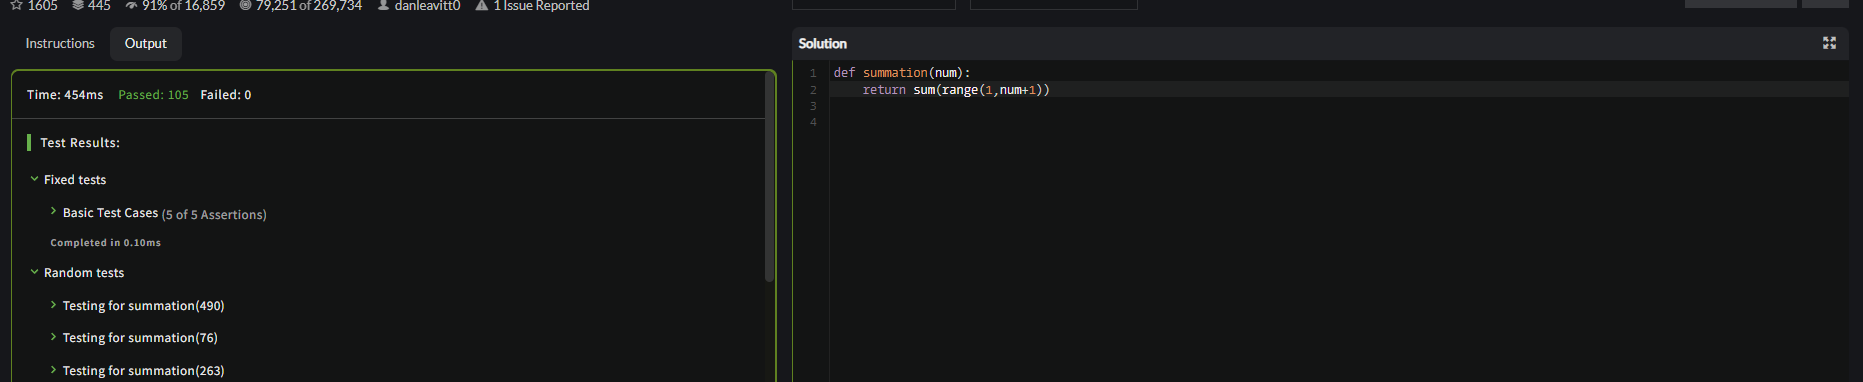 1605 445 91% of 16,859 79,251 of 269,734 danleavitt0 1 Issue Reported
Instructions Output
Time: 454ms Passed: 105 Failed: 0
Test Results:
Fixed tests
Basic Test Cases (5 of 5 Assertions)
Completed in 0.10ms
Random tests
Testing for summation(490)
Testing for summation(76)
Testing for summation(263)
Solution
1 def summation(num):
2     return sum(range(1,num+1))
3
4